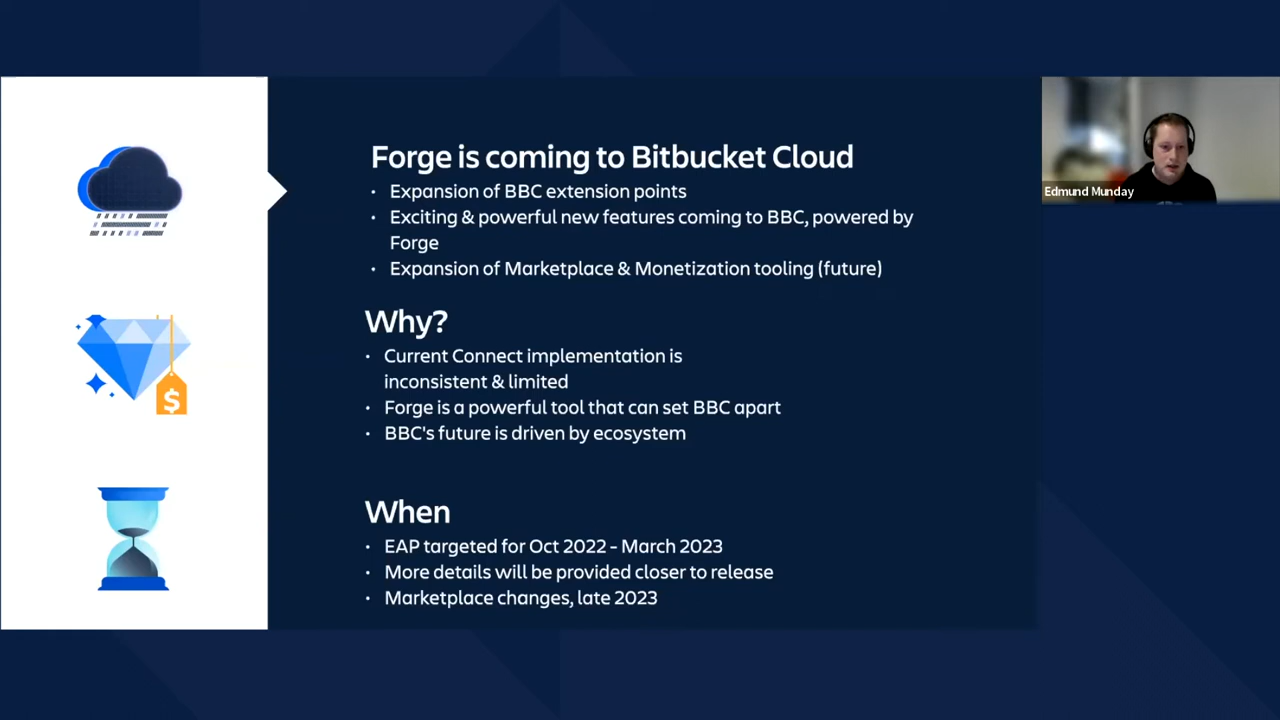 Forge is coming to Bitbucket Cloud
• Expansion of BBC extension points
• Exciting & powerful new features coming to BBC, powered by
Forge
• Expansion of Marketplace & Monetization tooling (future)
Edmund Munday
Why?
• Current Connect implementation is
inconsistent & limited
• Forge is a powerful tool that can set BBC apart
• BBC's future is driven by ecosystem
$
When
• EAP targeted for Oct 2022 – March 2023
• More details will be provided closer to release
• Marketplace changes, late 2023